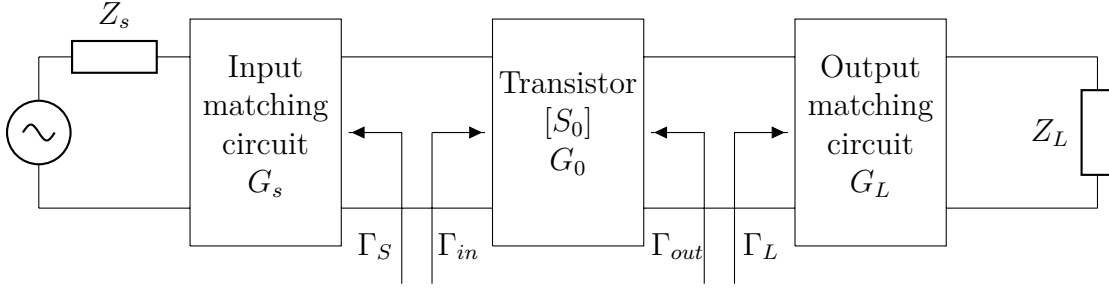 Z_s
Input
matching
circuit
G_s
Transistor
[S_0]
G_0
Output
matching
circuit
G_L
Z_L
Γ_S
Γ_in
Γ_out
Γ_L